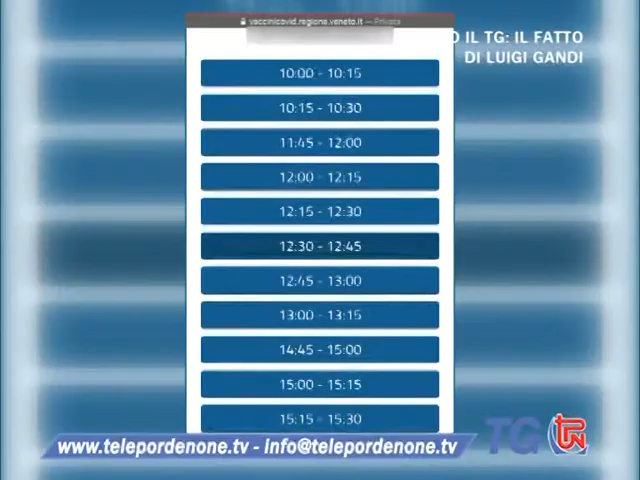 vaccinicovid.regione.veneto.it — Privata
O IL TG: IL FATTO
DI LUIGI GANDI
10:00 - 10:15
10:15 - 10:30
11:45 - 12:00
12:00 - 12:15
12:15 - 12:30
12:30 - 12:45
12:45 - 13:00
13:00 - 13:15
14:45 - 15:00
15:00 - 15:15
15:15 - 15:30
www.telepordenone.tv - info@telepordenone.tv
TG TPN